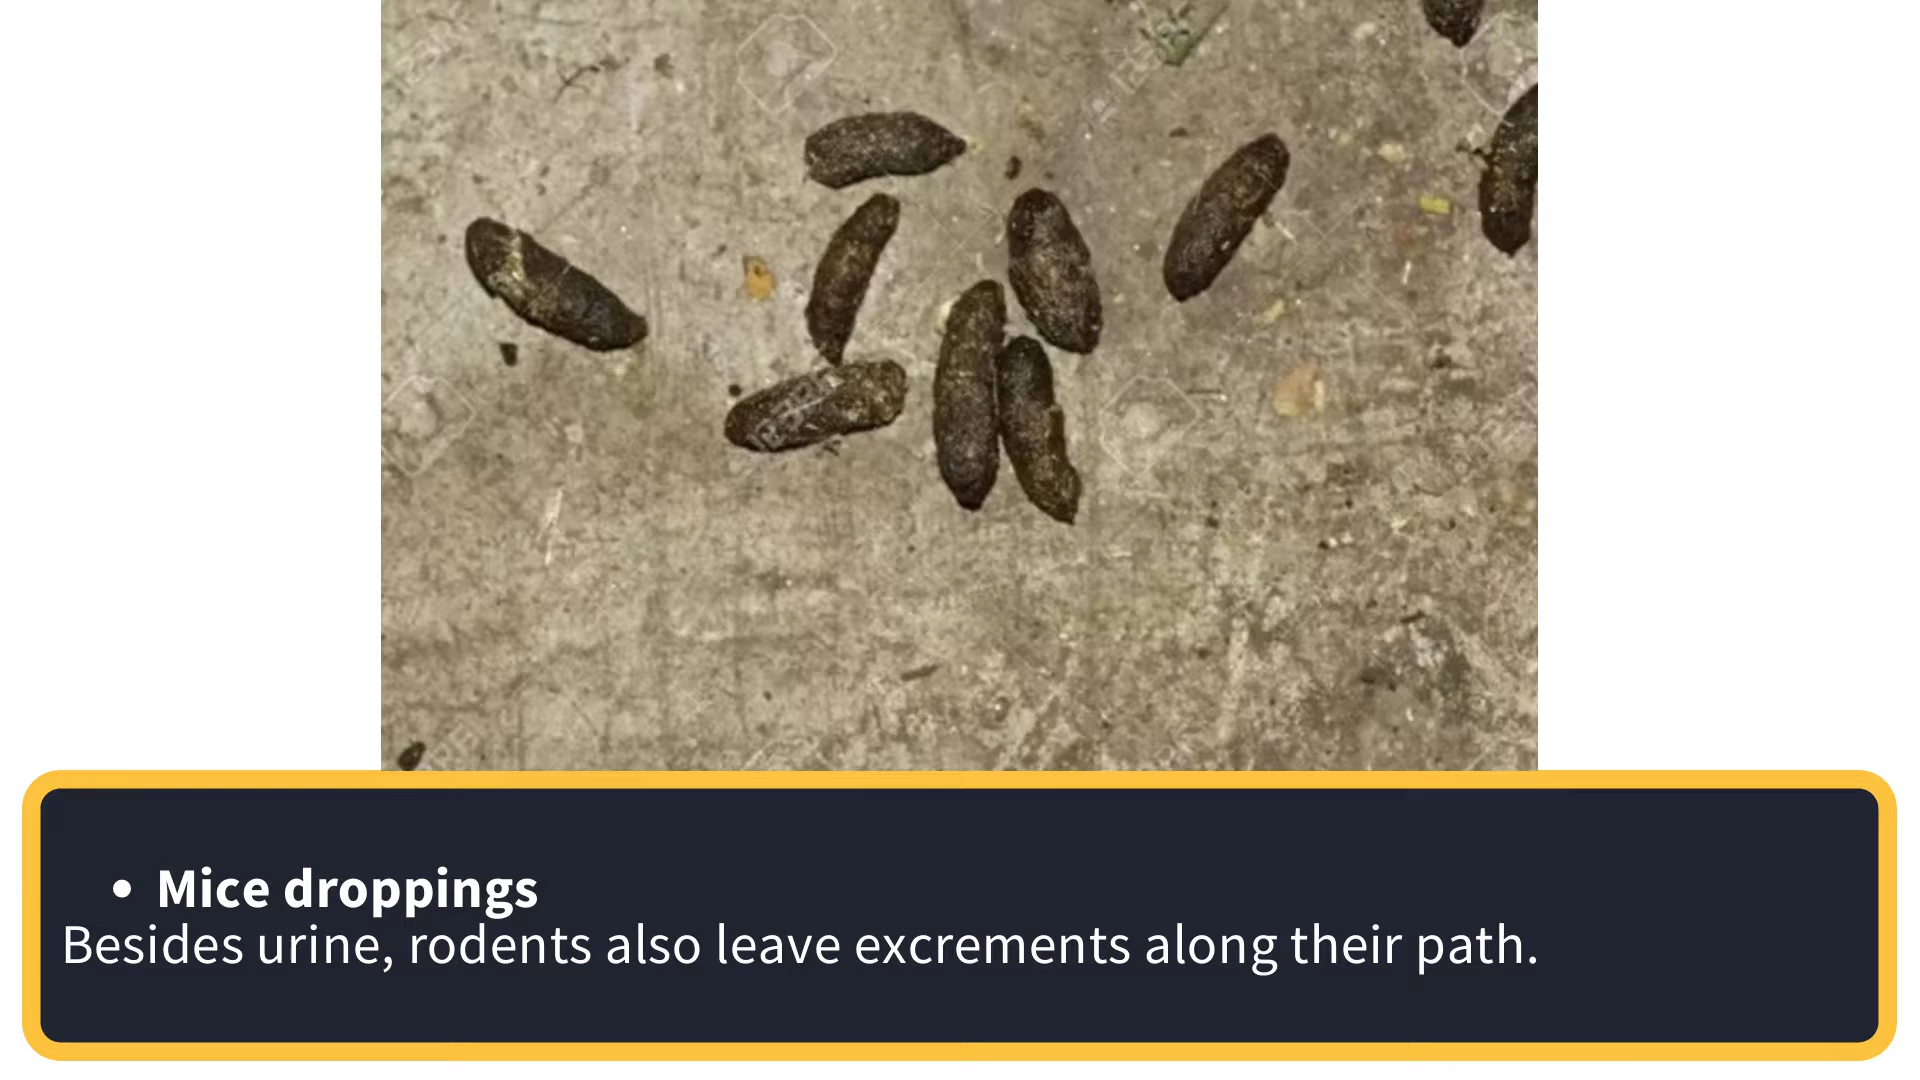 • Mice droppings
Besides urine, rodents also leave excrements along their path.